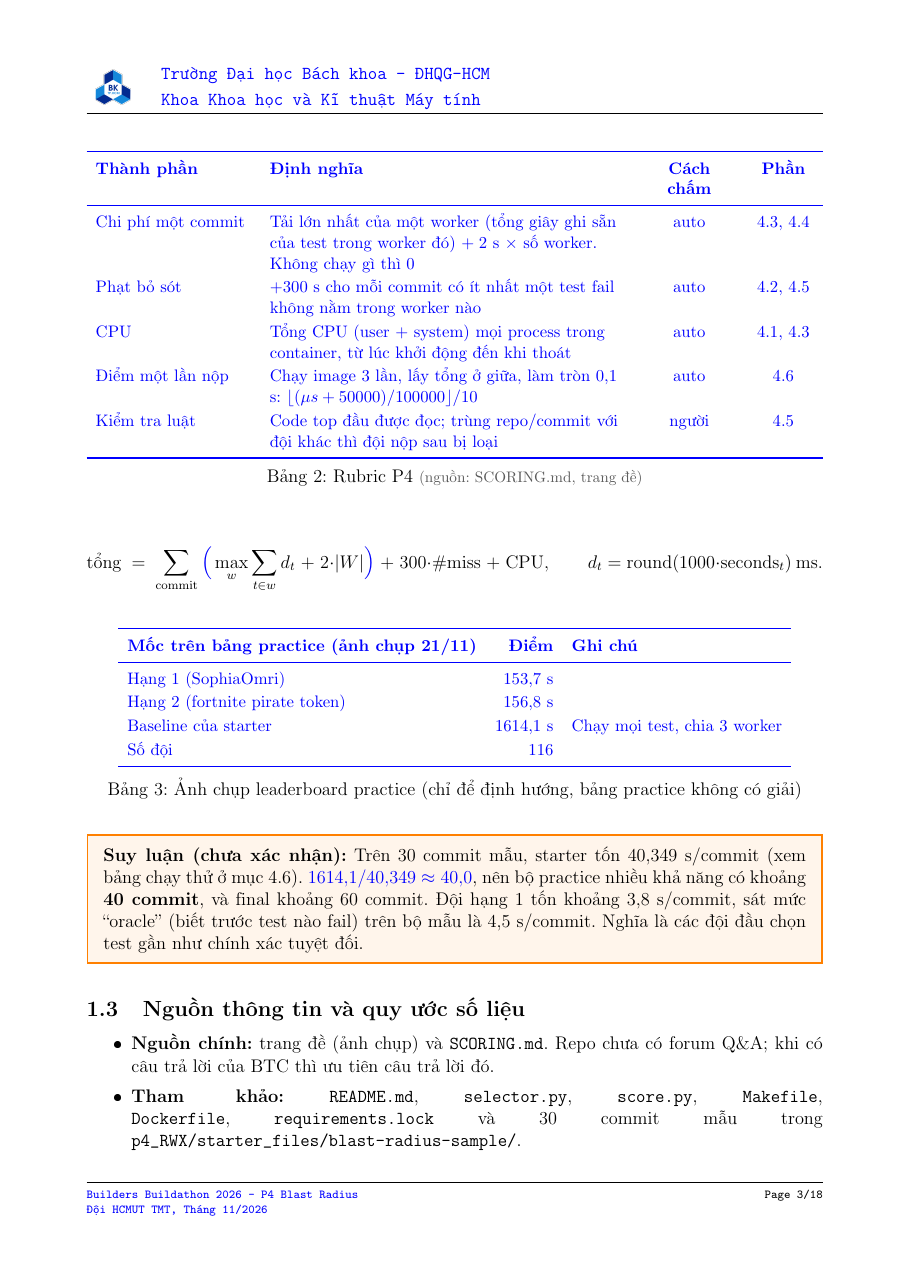 BK
Trường Đại học Bách khoa - ĐHQG-HCM
Khoa Khoa học và Kĩ thuật Máy tính
Thành phần Định nghĩa Cách chấm Phần
Chi phí một commit Tải lớn nhất của một worker (tổng giây ghi sẵn auto 4.3, 4.4
của test trong worker đó) + 2 s × số worker.
Không chạy gì thì 0
Phạt bỏ sót +300 s cho mỗi commit có ít nhất một test fail auto 4.2, 4.5
không nằm trong worker nào
CPU Tổng CPU (user + system) mọi process trong auto 4.1, 4.3
container, từ lúc khởi động đến khi thoát
Điểm một lần nộp Chạy image 3 lần, lấy tổng ở giữa, làm tròn 0,1 auto 4.6
s: ⌊(μs + 50000)/100000⌋/10
Kiểm tra luật Code top đầu được đọc; trùng repo/commit với người 4.5
đội khác thì đội nộp sau bị loại
Bảng 2: Rubric P4 (nguồn: SCORING.md, trang đề)
tổng = ∑_commit (max_w ∑_{t∈w} d_t + 2·|W|) + 300·#miss + CPU, d_t = round(1000·seconds_t) ms.
Mốc trên bảng practice (ảnh chụp 21/11) Điểm Ghi chú
Hạng 1 (SophiaOmri) 153,7 s
Hạng 2 (fortnite pirate token) 156,8 s
Baseline của starter 1614,1 s Chạy mọi test, chia 3 worker
Số đội 116
Bảng 3: Ảnh chụp leaderboard practice (chỉ để định hướng, bảng practice không có giải)
Suy luận (chưa xác nhận): Trên 30 commit mẫu, starter tốn 40,349 s/commit (xem
bảng chạy thử ở mục 4.6). 1614,1/40,349 ≈ 40,0, nên bộ practice nhiều khả năng có khoảng
40 commit, và final khoảng 60 commit. Đội hạng 1 tốn khoảng 3,8 s/commit, sát mức
“oracle” (biết trước test nào fail) trên bộ mẫu là 4,5 s/commit. Nghĩa là các đội đầu chọn
test gần như chính xác tuyệt đối.
1.3 Nguồn thông tin và quy ước số liệu
• Nguồn chính: trang đề (ảnh chụp) và SCORING.md. Repo chưa có forum Q&A; khi có
câu trả lời của BTC thì ưu tiên câu trả lời đó.
• Tham khảo: README.md, selector.py, score.py, Makefile,
Dockerfile, requirements.lock và 30 commit mẫu trong
p4_RWX/starter_files/blast-radius-sample/.
Builders Buildathon 2026 - P4 Blast Radius Page 3/18
Đội HCMUT TMT, Tháng 11/2026